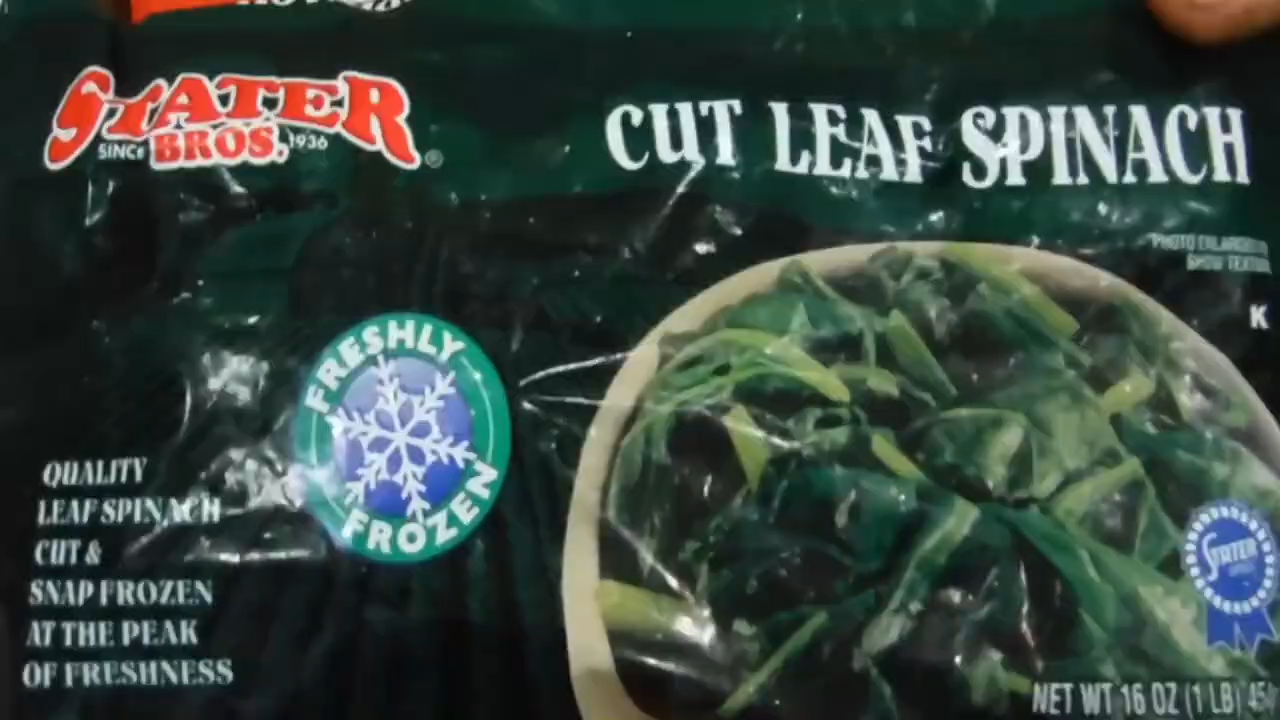 STATER
SINCE BROS. 1936 ®
CUT LEAF SPINACH
PHOTO ENLARGED TO
SHOW TEXTURE
K
FRESHLY
FROZEN
QUALITY
LEAF SPINACH
CUT &
SNAP FROZEN
AT THE PEAK
OF FRESHNESS
STATER
NET WT 16 OZ (1 LB)